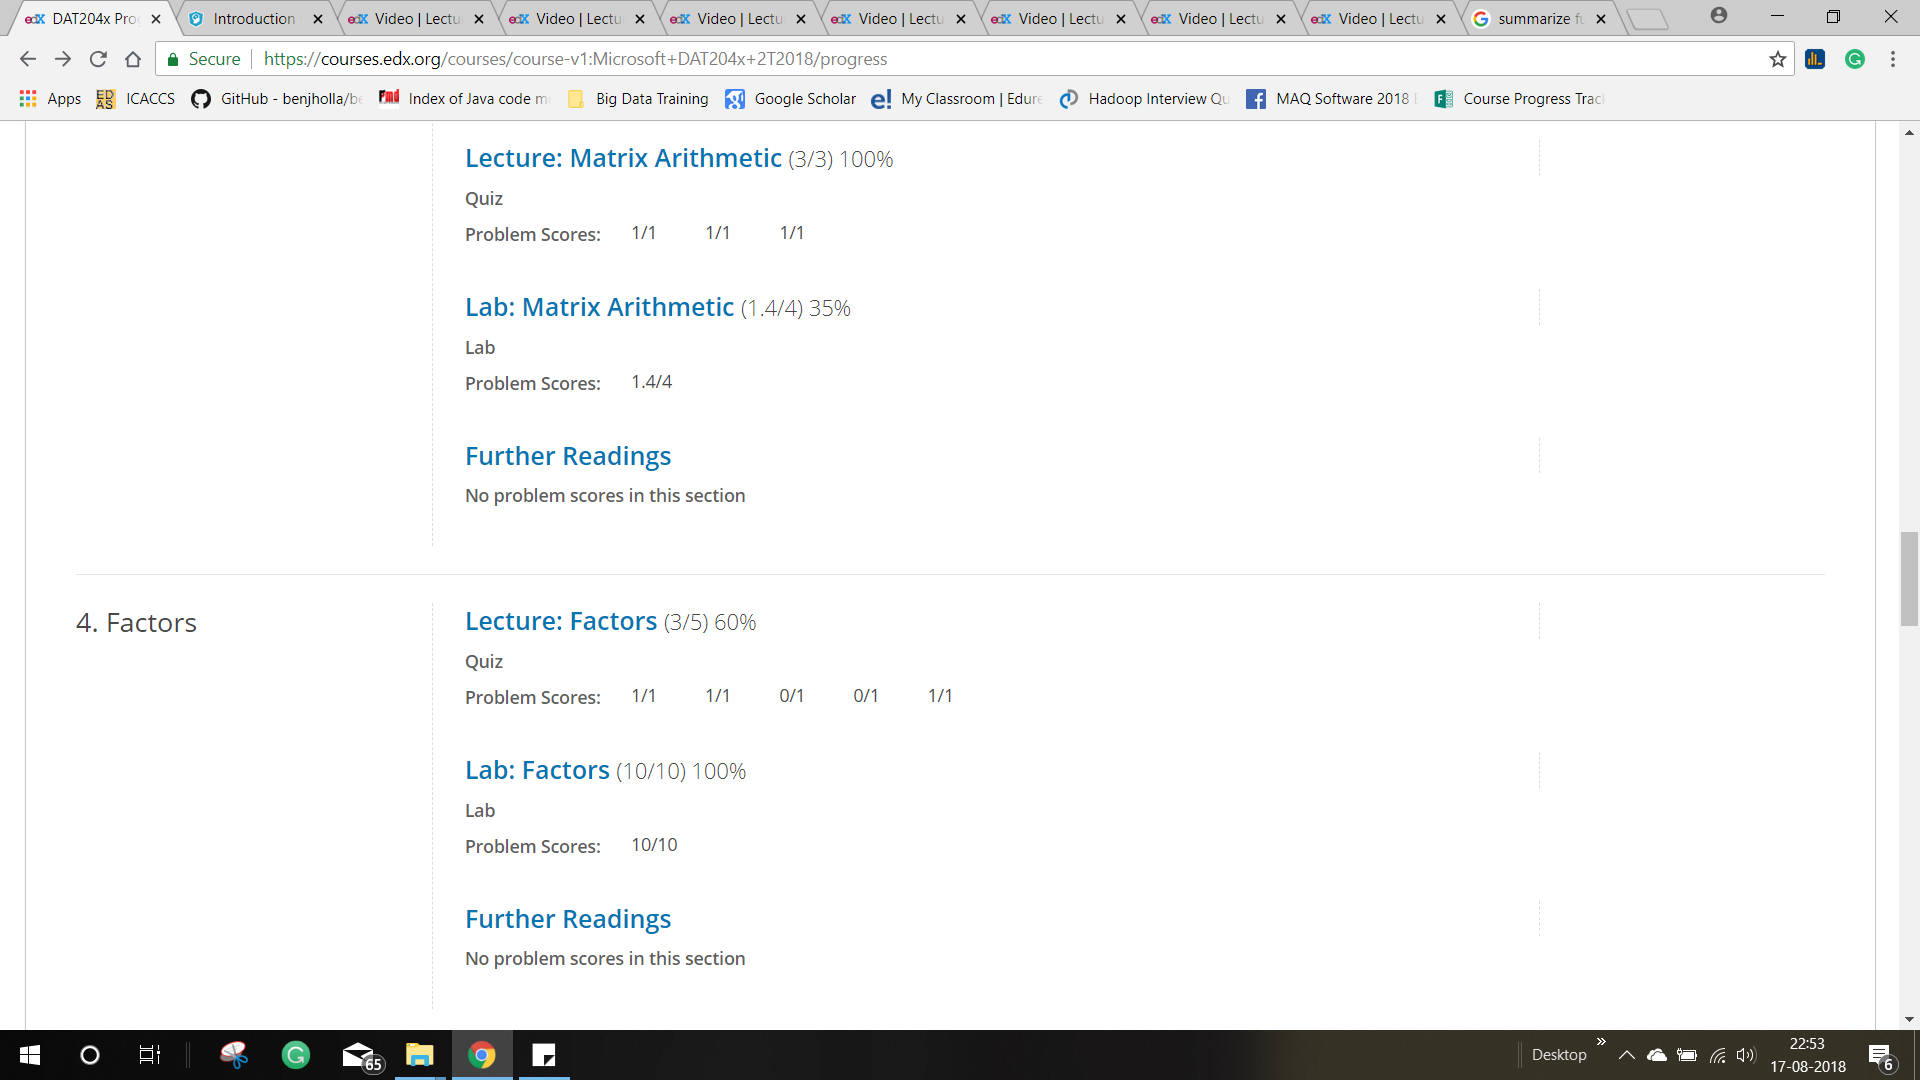 DAT204x Pro
Introduction
Video | Lectu
Video | Lectu
Video | Lectu
Video | Lectu
Video | Lectu
Video | Lectu
Video | Lectu
summarize fu
Secure
https://courses.edx.org/courses/course-v1:Microsoft+DAT204x+2T2018/progress
Apps
ED
AS
ICACCS
GitHub - benjholla/be
Fmd
Index of Java code m
Big Data Training
Google Scholar
e!
My Classroom | Edure
Hadoop Interview Qu
MAQ Software 2018
Course Progress Trac
Lecture: Matrix Arithmetic (3/3) 100%
Quiz
Problem Scores: 1/1 1/1 1/1
Lab: Matrix Arithmetic (1.4/4) 35%
Lab
Problem Scores: 1.4/4
Further Readings
No problem scores in this section
4. Factors
Lecture: Factors (3/5) 60%
Quiz
Problem Scores: 1/1 1/1 0/1 0/1 1/1
Lab: Factors (10/10) 100%
Lab
Problem Scores: 10/10
Further Readings
No problem scores in this section
65
Desktop
22:53
17-08-2018
6